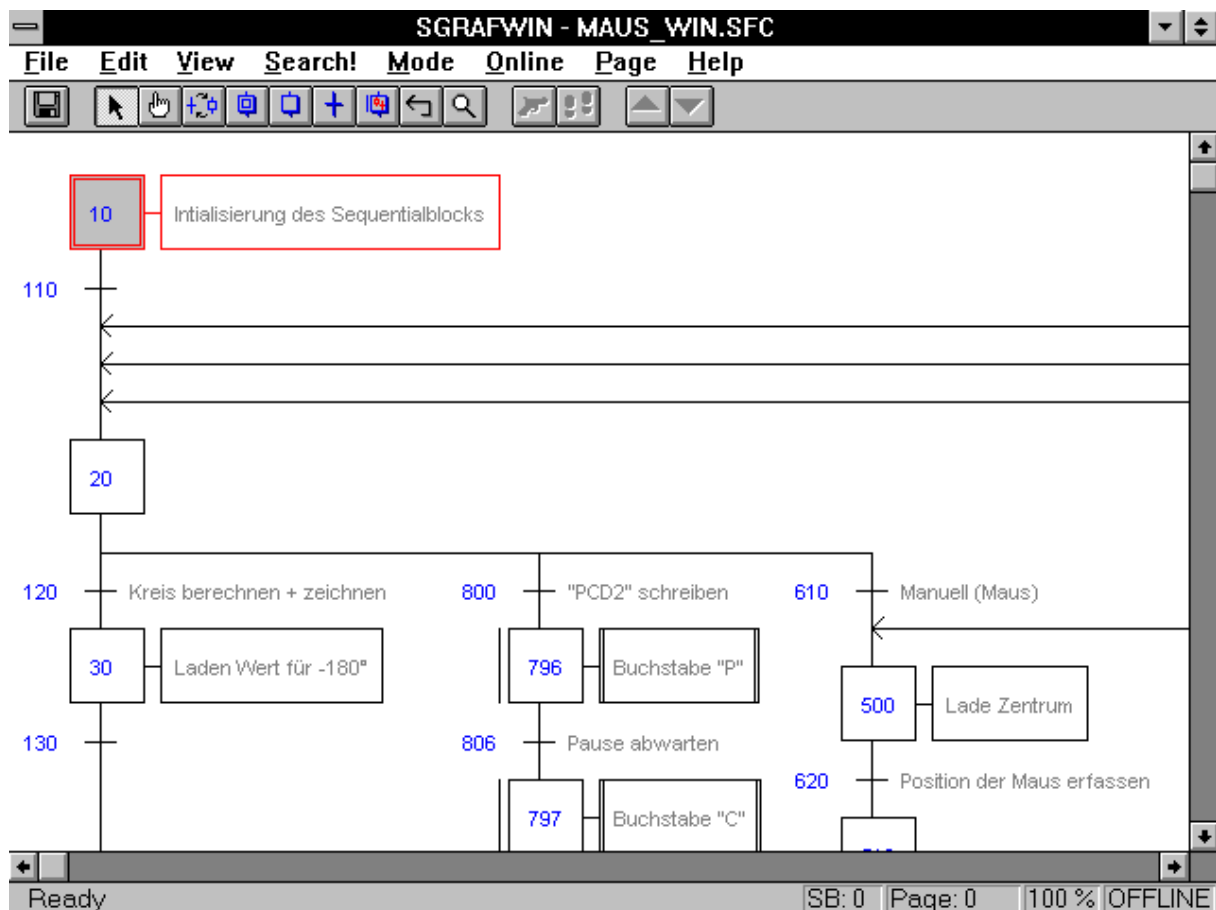 SGRAFWIN - MAUS_WIN.SFC
File Edit View Search! Mode Online Page Help
10 Intialisierung des Sequentialblocks
110
20
120 Kreis berechnen + zeichnen 800 "PCD2" schreiben 610 Manuell (Maus)
30 Laden Wert für -180° 796 Buchstabe "P"
500 Lade Zentrum
130 806 Pause abwarten
620 Position der Maus erfassen
797 Buchstabe "C"
Ready SB: 0 Page: 0 100 % OFFLINE